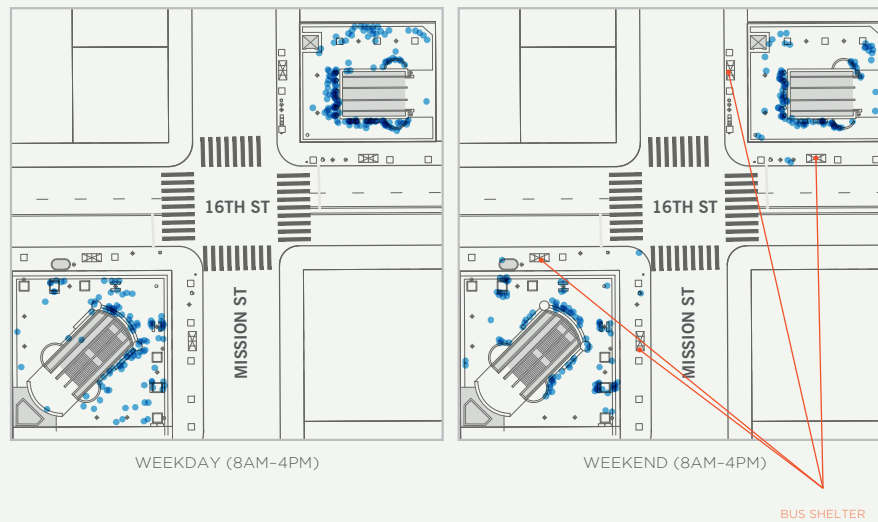 16TH ST
MISSION ST
WEEKDAY (8AM–4PM)
16TH ST
MISSION ST
WEEKEND (8AM–4PM)
BUS SHELTER